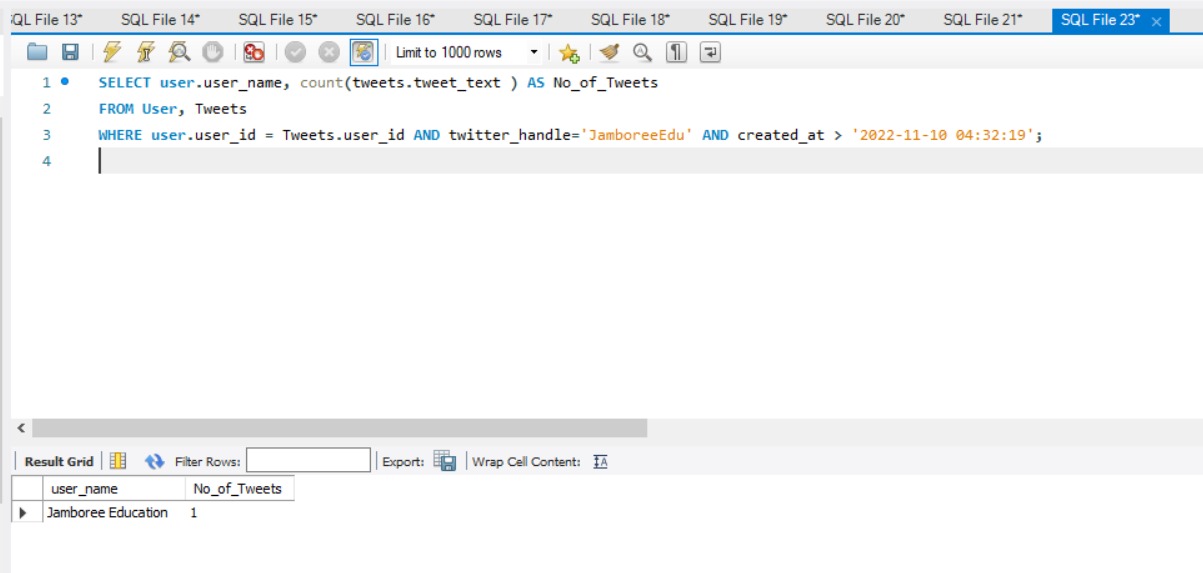 SQL File 13* SQL File 14* SQL File 15* SQL File 16* SQL File 17* SQL File 18* SQL File 19* SQL File 20* SQL File 21* SQL File 23* ×
Limit to 1000 rows
1 SELECT user.user_name, count(tweets.tweet_text ) AS No_of_Tweets
2 FROM User, Tweets
3 WHERE user.user_id = Tweets.user_id AND twitter_handle='JamboreeEdu' AND created_at > '2022-11-10 04:32:19';
4
Result Grid Filter Rows: Export: Wrap Cell Content:
user_name No_of_Tweets
Jamboree Education 1